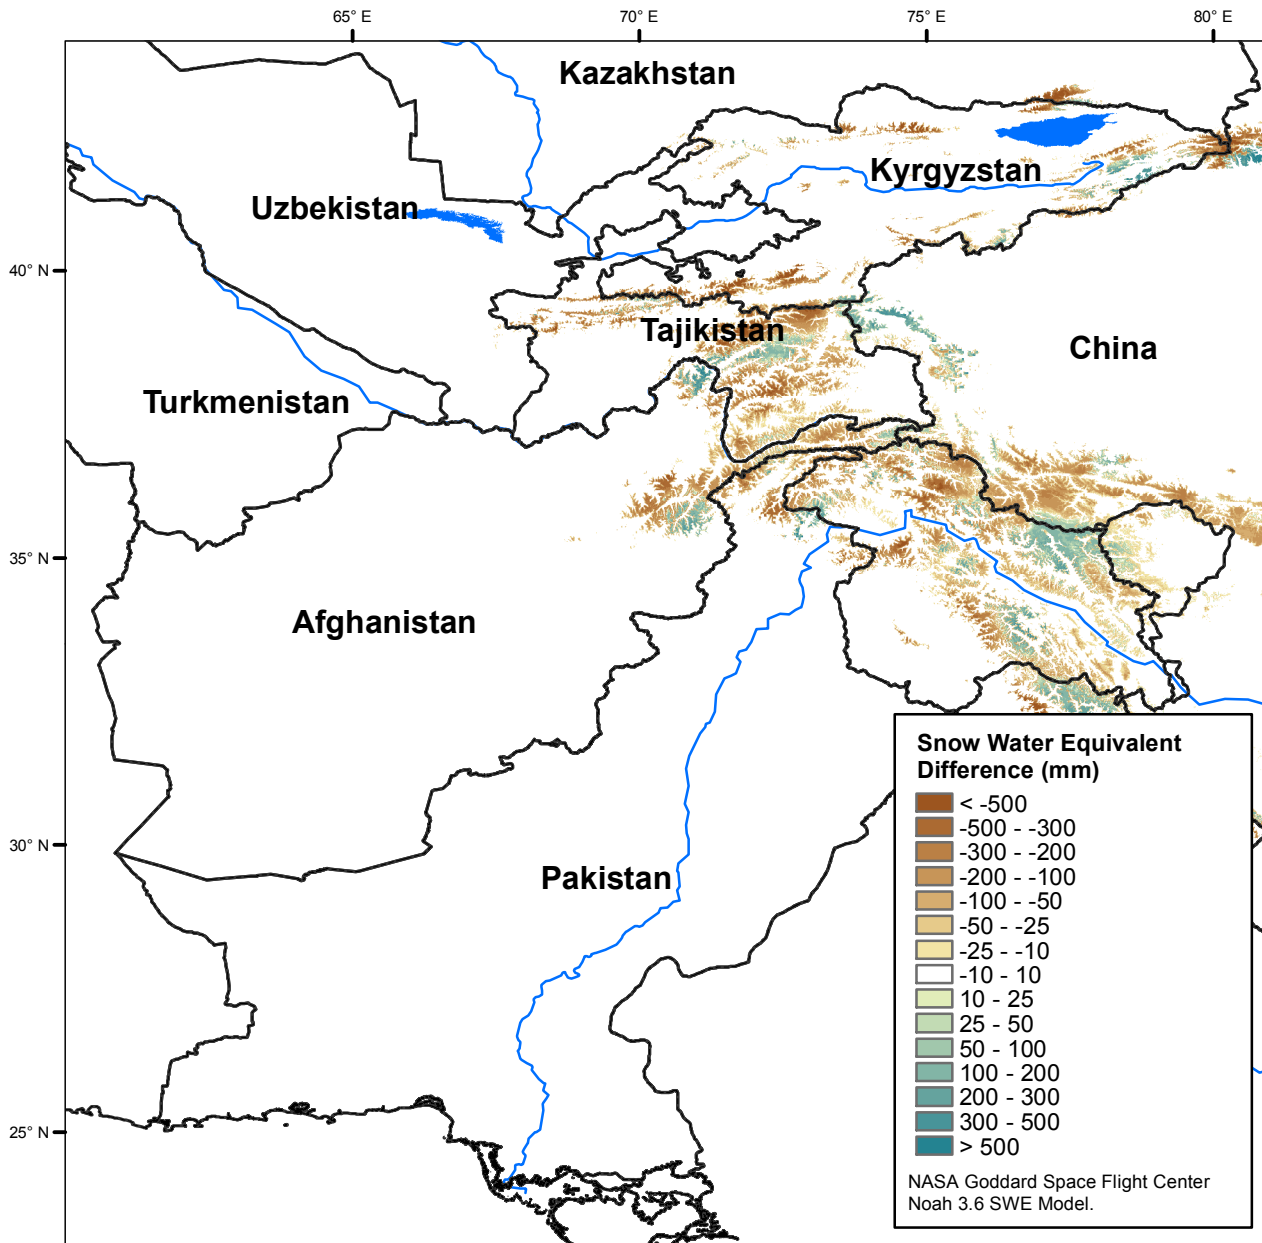 65° E
70° E
75° E
80° E
Kazakhstan
Kyrgyzstan
Uzbekistan
40° N
Tajikistan
China
Turkmenistan
35° N
Afghanistan
30° N
Pakistan
25° N
Snow Water Equivalent
Difference (mm)
< -500
-500 - -300
-300 - -200
-200 - -100
-100 - -50
-50 - -25
-25 - -10
-10 - 10
10 - 25
25 - 50
50 - 100
100 - 200
200 - 300
300 - 500
> 500
NASA Goddard Space Flight Center
Noah 3.6 SWE Model.